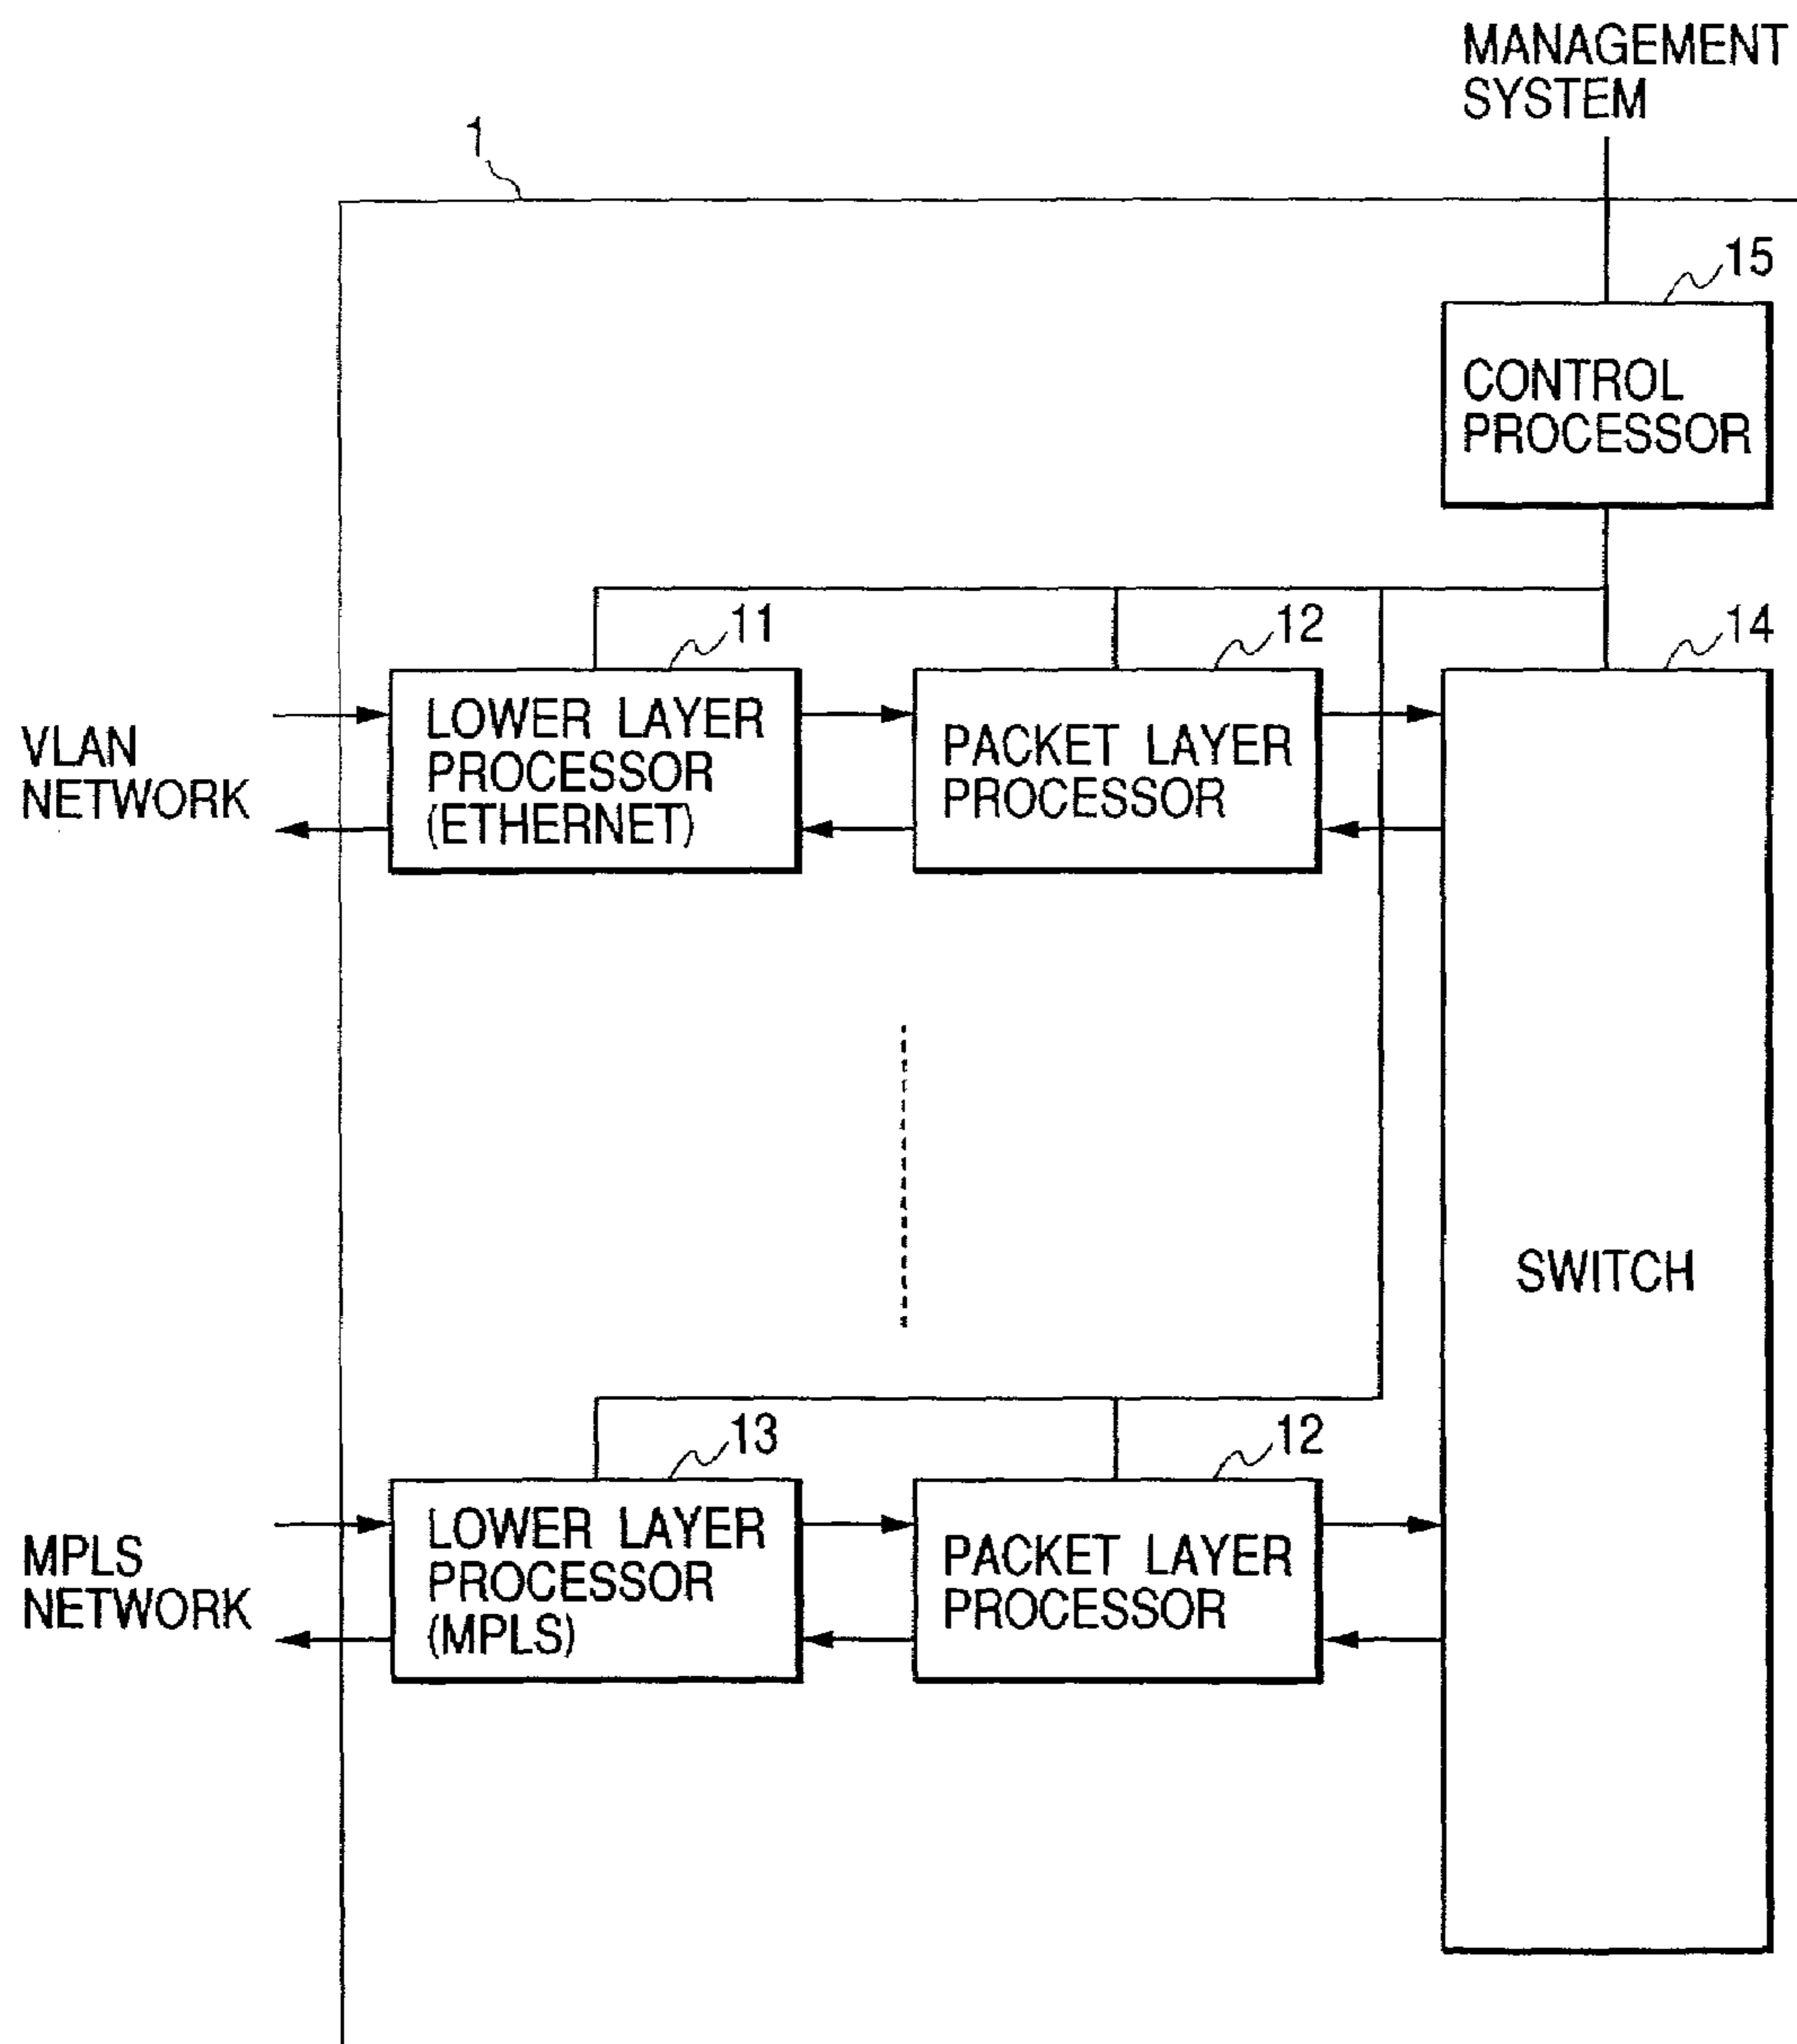 MANAGEMENT
SYSTEM
1
15
CONTROL
PROCESSOR
11
12
14
VLAN
NETWORK
LOWER LAYER
PROCESSOR
(ETHERNET)
PACKET LAYER
PROCESSOR
SWITCH
13
12
MPLS
NETWORK
LOWER LAYER
PROCESSOR
(MPLS)
PACKET LAYER
PROCESSOR